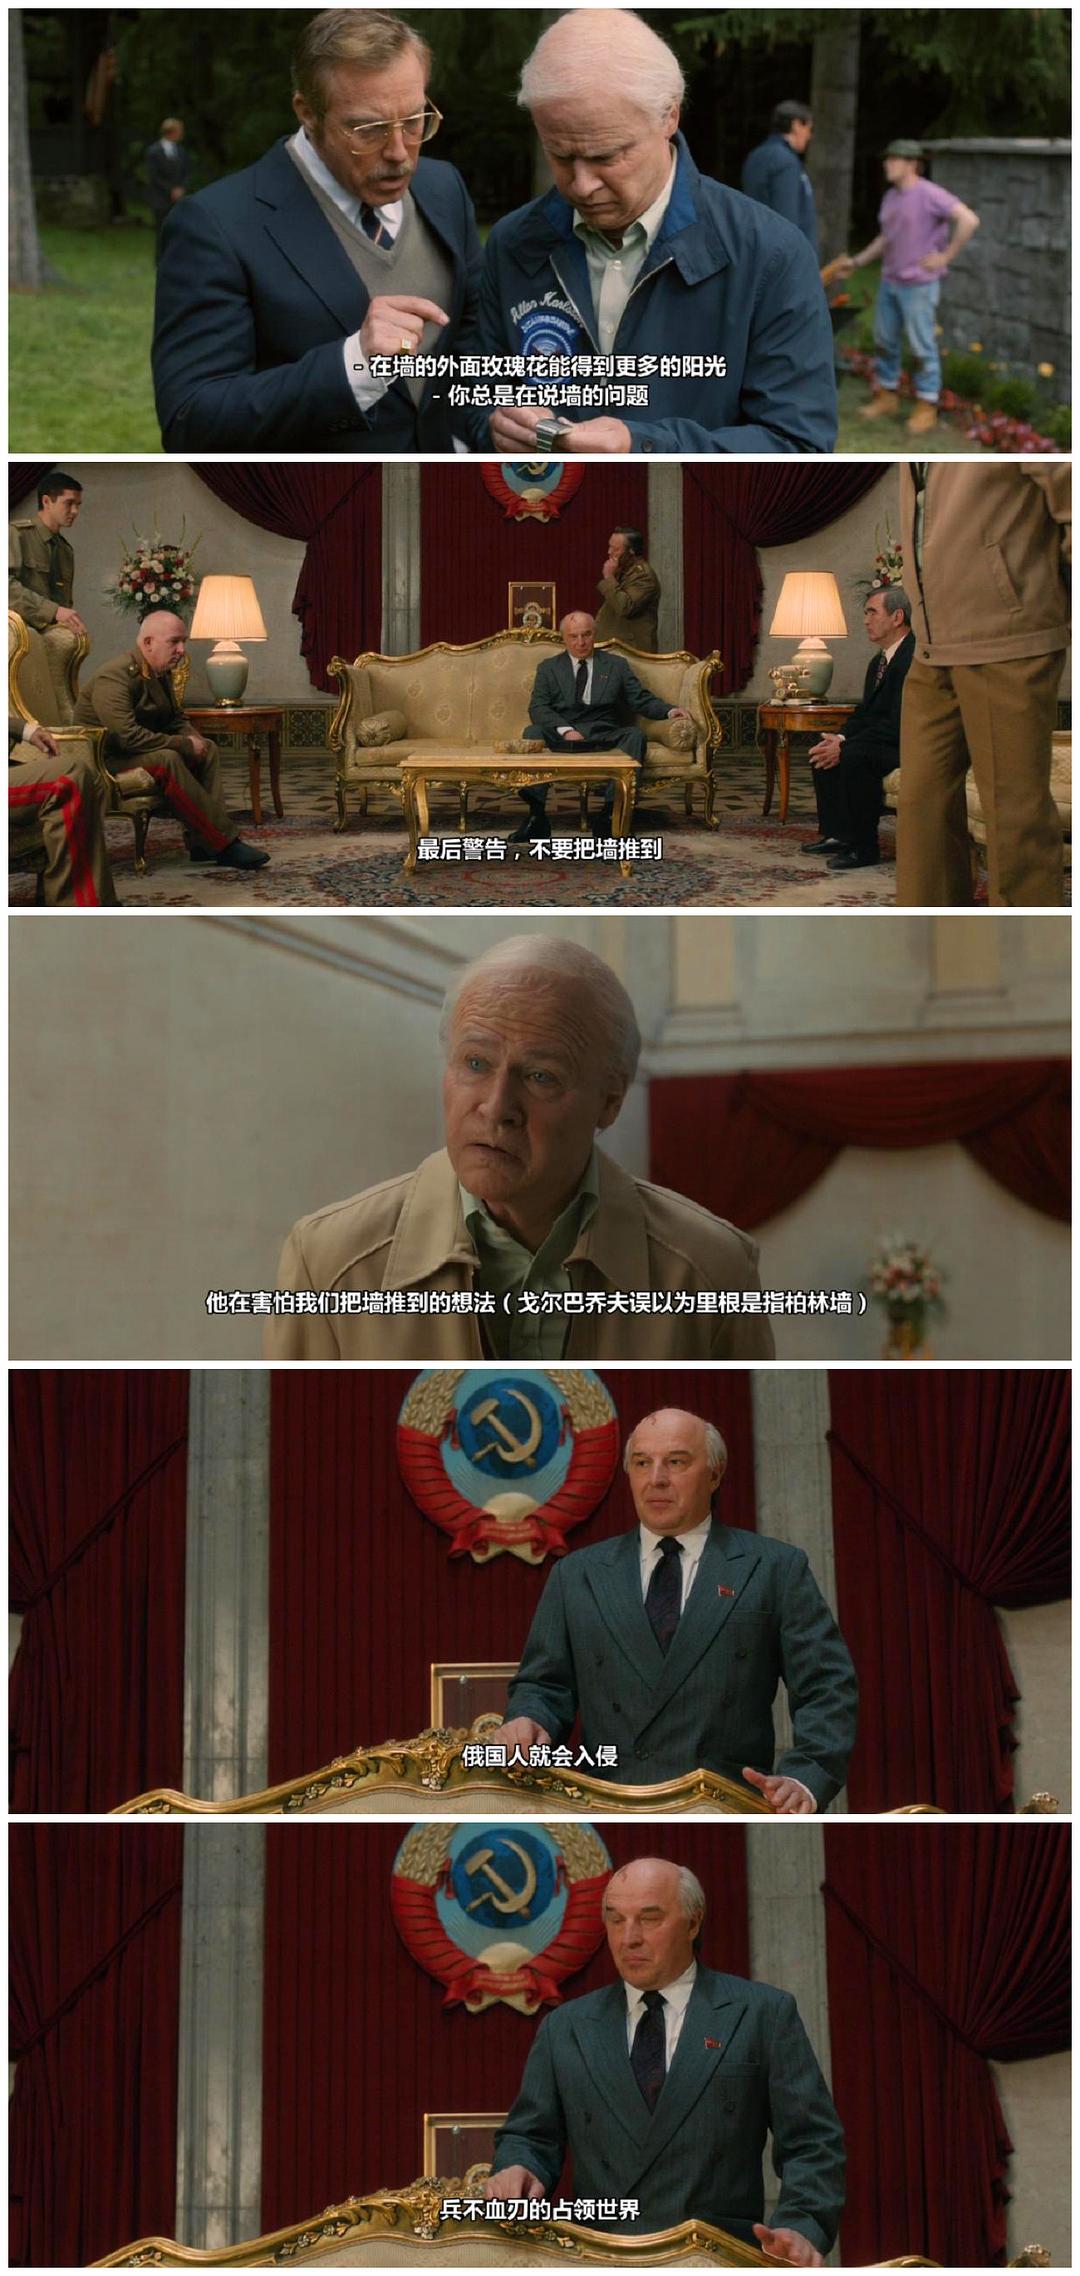 - 在墙的外面玫瑰花能得到更多的阳光
- 你总是在说墙的问题
Allan Karlsson
最后警告，不要把墙推到
他在害怕我们把墙推到的想法（戈尔巴乔夫误以为里根是指柏林墙）
俄国人就会入侵
兵不血刃的占领世界